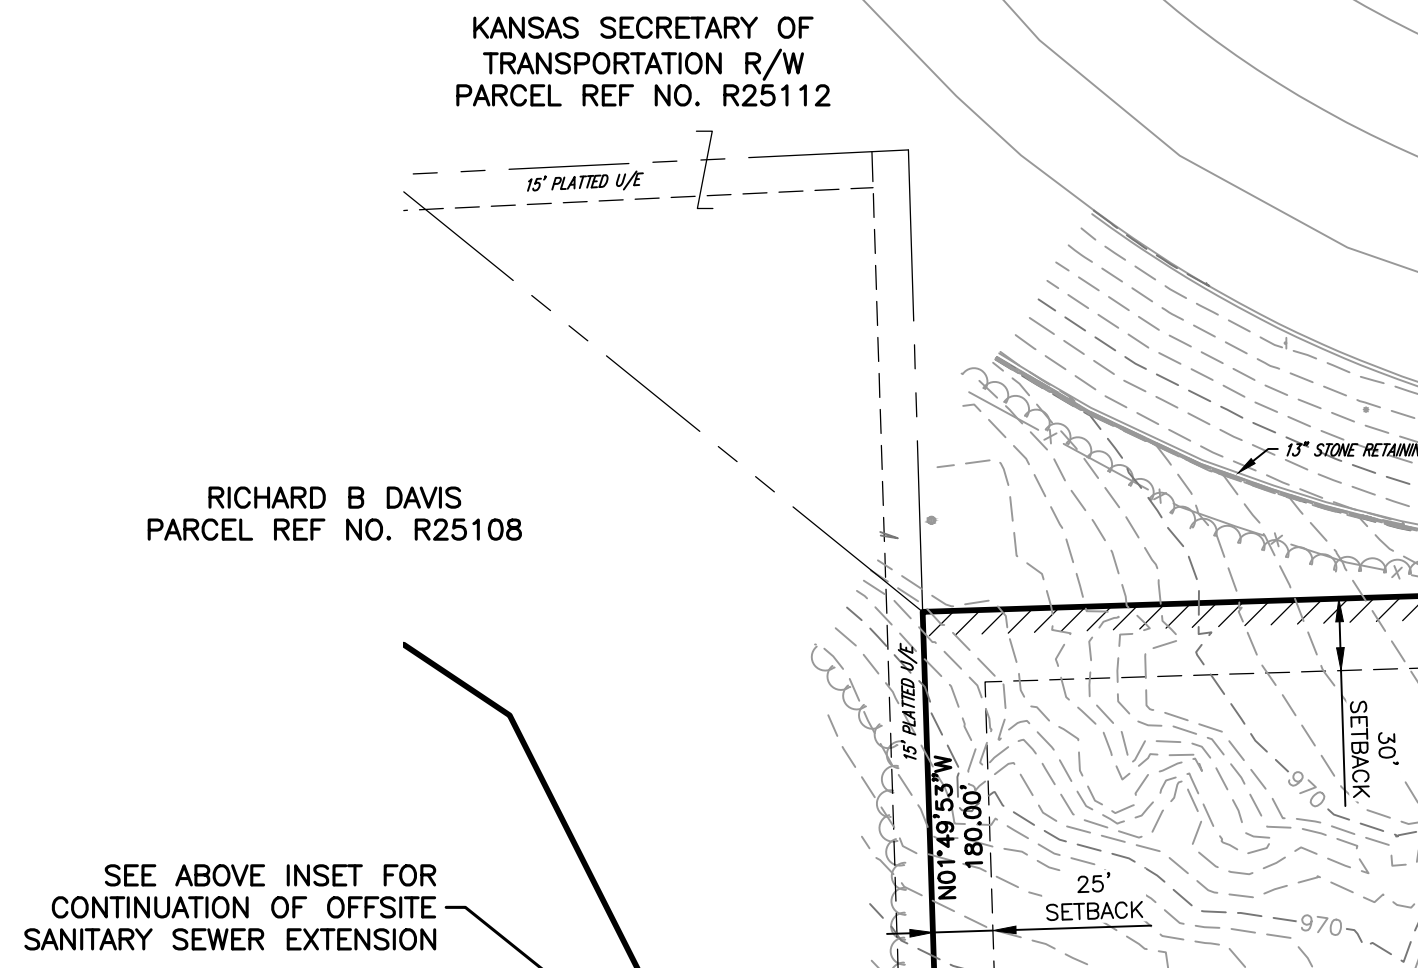 KANSAS SECRETARY OF
TRANSPORTATION R/W
PARCEL REF NO. R25112
15' PLATTED U/E
13" STONE
RICHARD B DAVIS
PARCEL REF NO. R25108
15' PLATTED U/E
30'
SETBACK
N01°49'53"W
180.00'
970
25'
SETBACK
970
SEE ABOVE INSET FOR
CONTINUATION OF OFFSITE
SANITARY SEWER EXTENSION